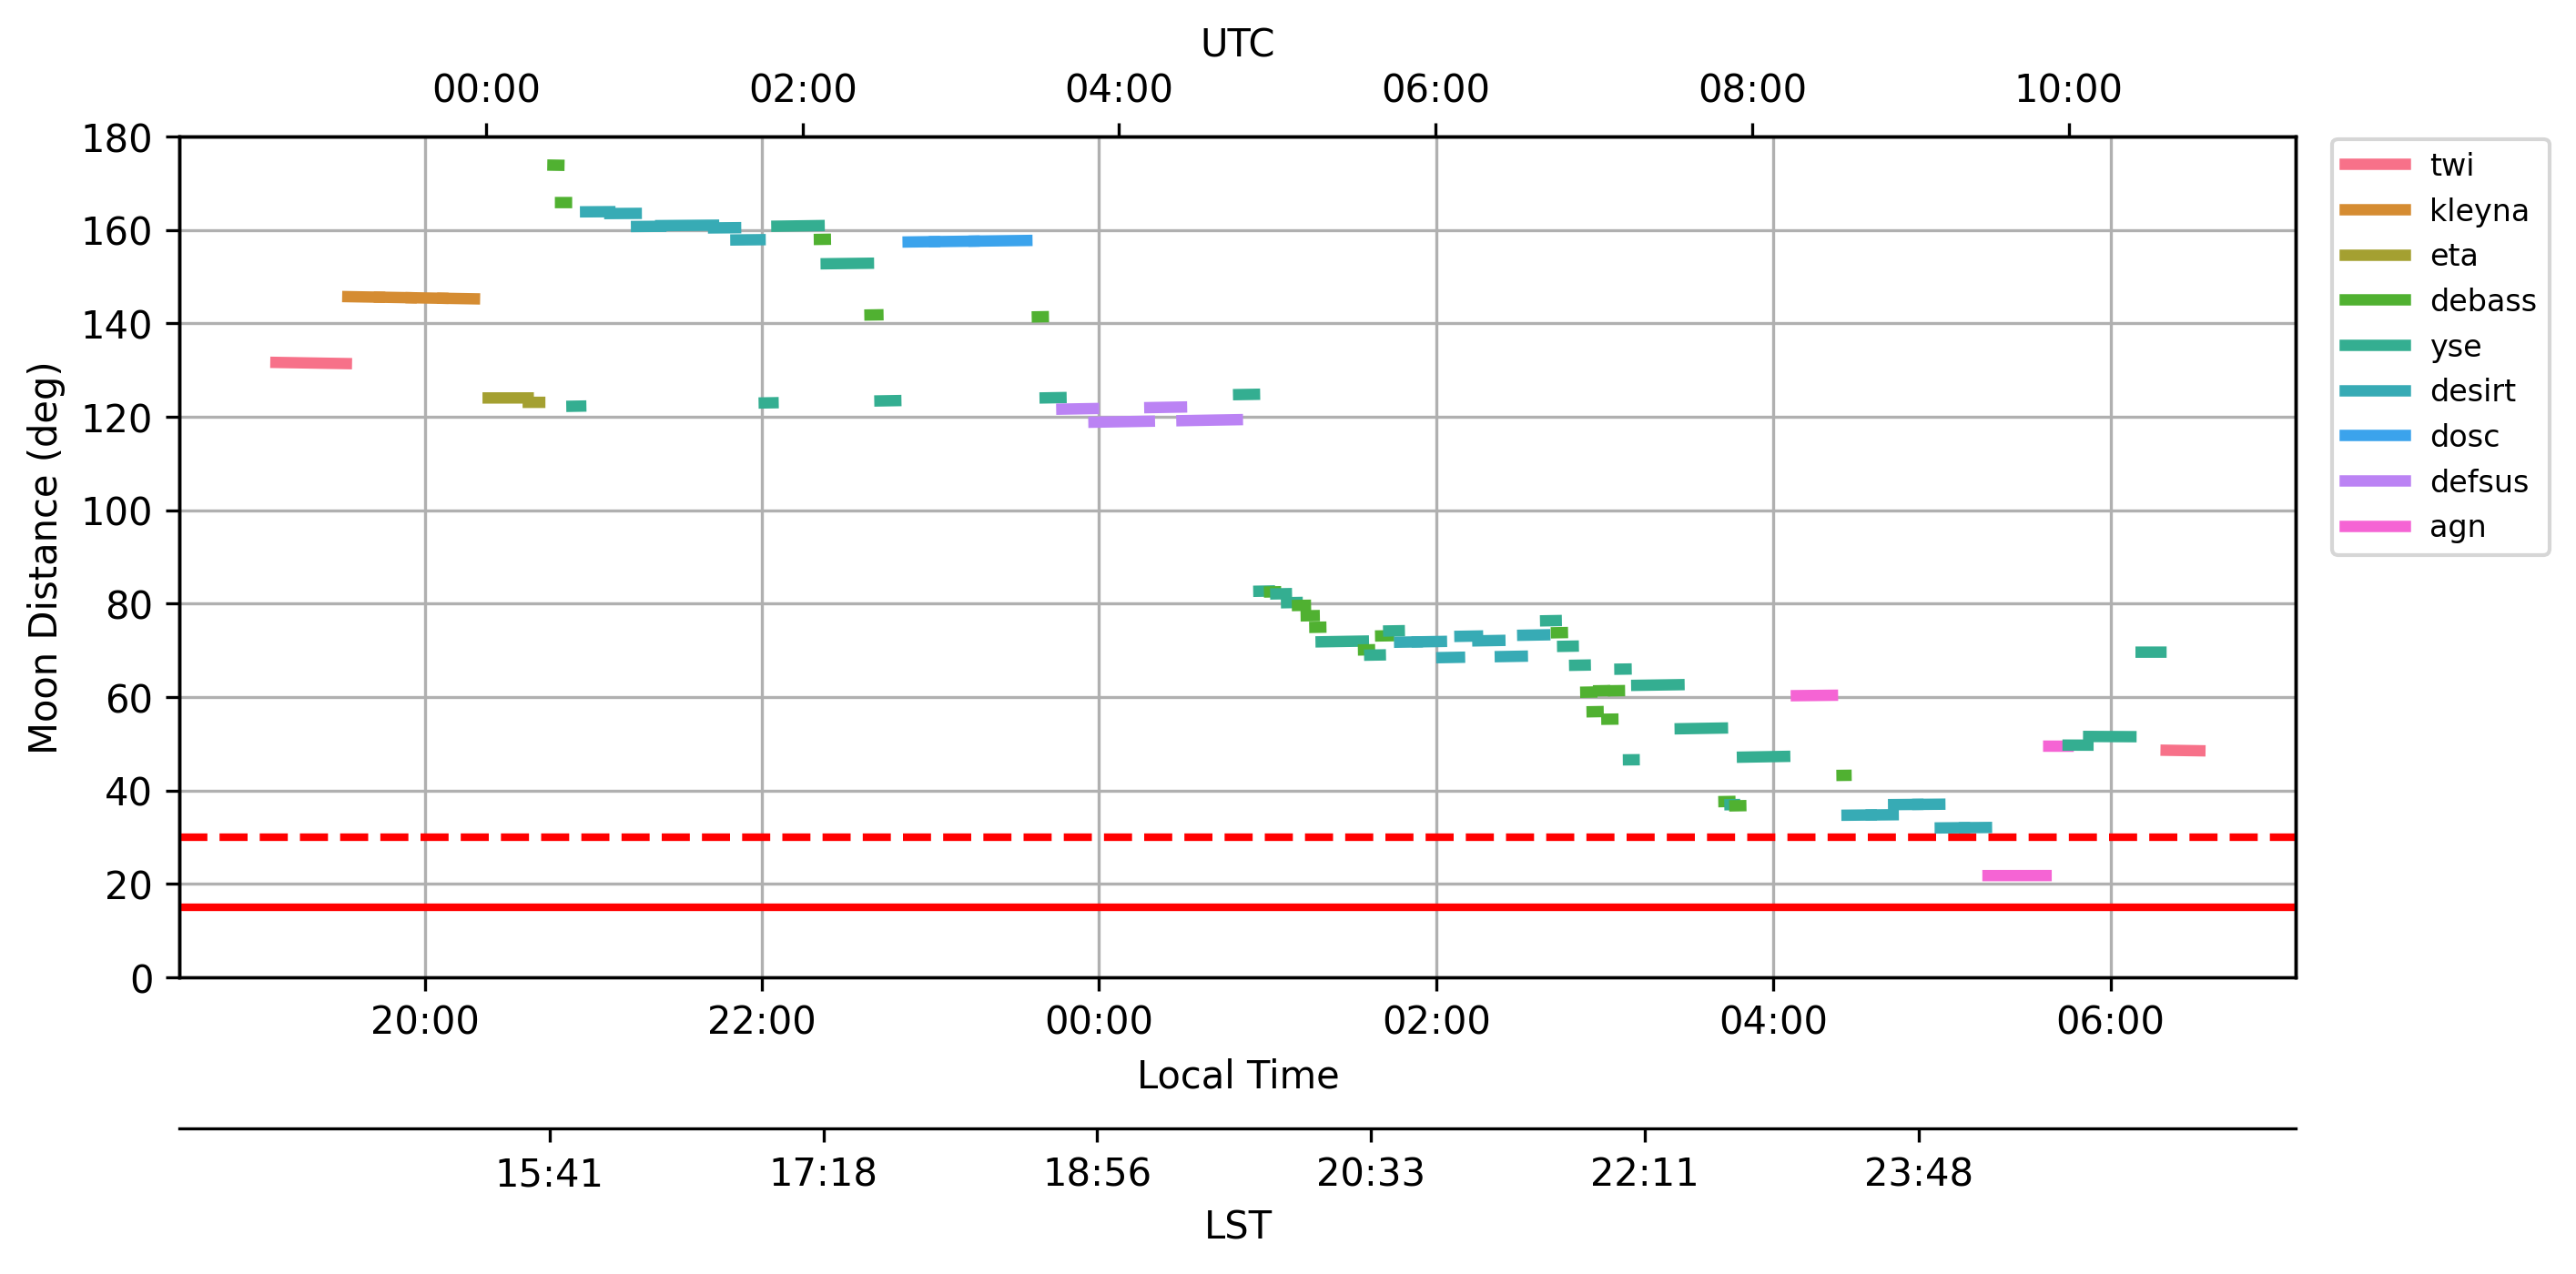 UTC
00:00 02:00 04:00 06:00 08:00 10:00
180
160
140
120
100
80
60
40
20
0
Moon Distance (deg)
twi
kleyna
eta
debass
yse
desirt
dosc
defsus
agn
20:00 22:00 00:00 02:00 04:00 06:00
Local Time
15:41 17:18 18:56 20:33 22:11 23:48
LST